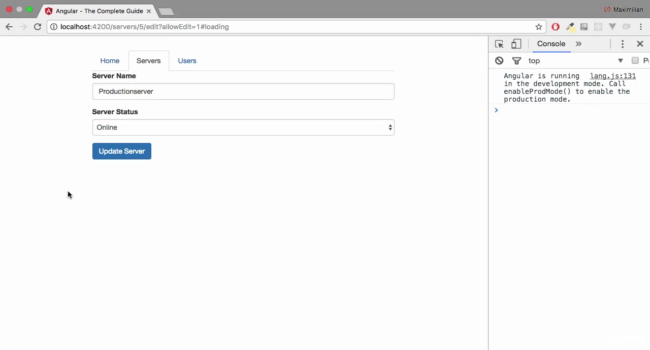 Angular - The Complete Guide
Maximilian
localhost:4200/servers/5/edit?allowEdit=1#loading
Console
top
Home
Servers
Users
Server Name
Productionserver
Server Status
Online
Update Server
Angular is running lang.js:131
in the development mode. Call
enableProdMode() to enable the
production mode.